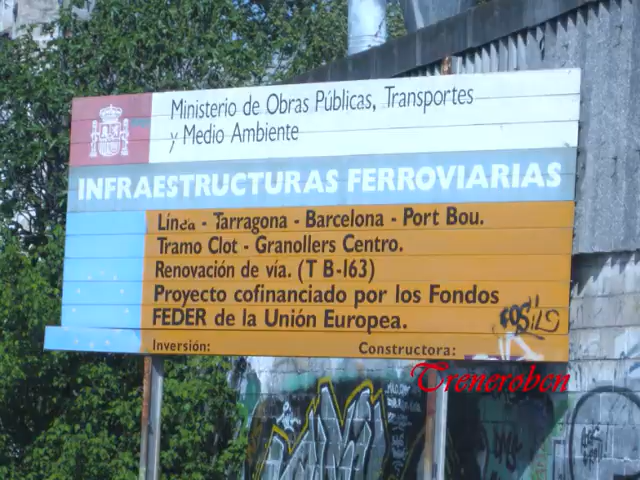 Ministerio de Obras Públicas, Transportes
y Medio Ambiente
INFRAESTRUCTURAS FERROVIARIAS
Línea - Tarragona - Barcelona - Port Bou.
Tramo Clot - Granollers Centro.
Renovación de vía. (T B-163)
Proyecto cofinanciado por los Fondos
FEDER de la Unión Europea.
Inversión: Constructora:
Treneroben